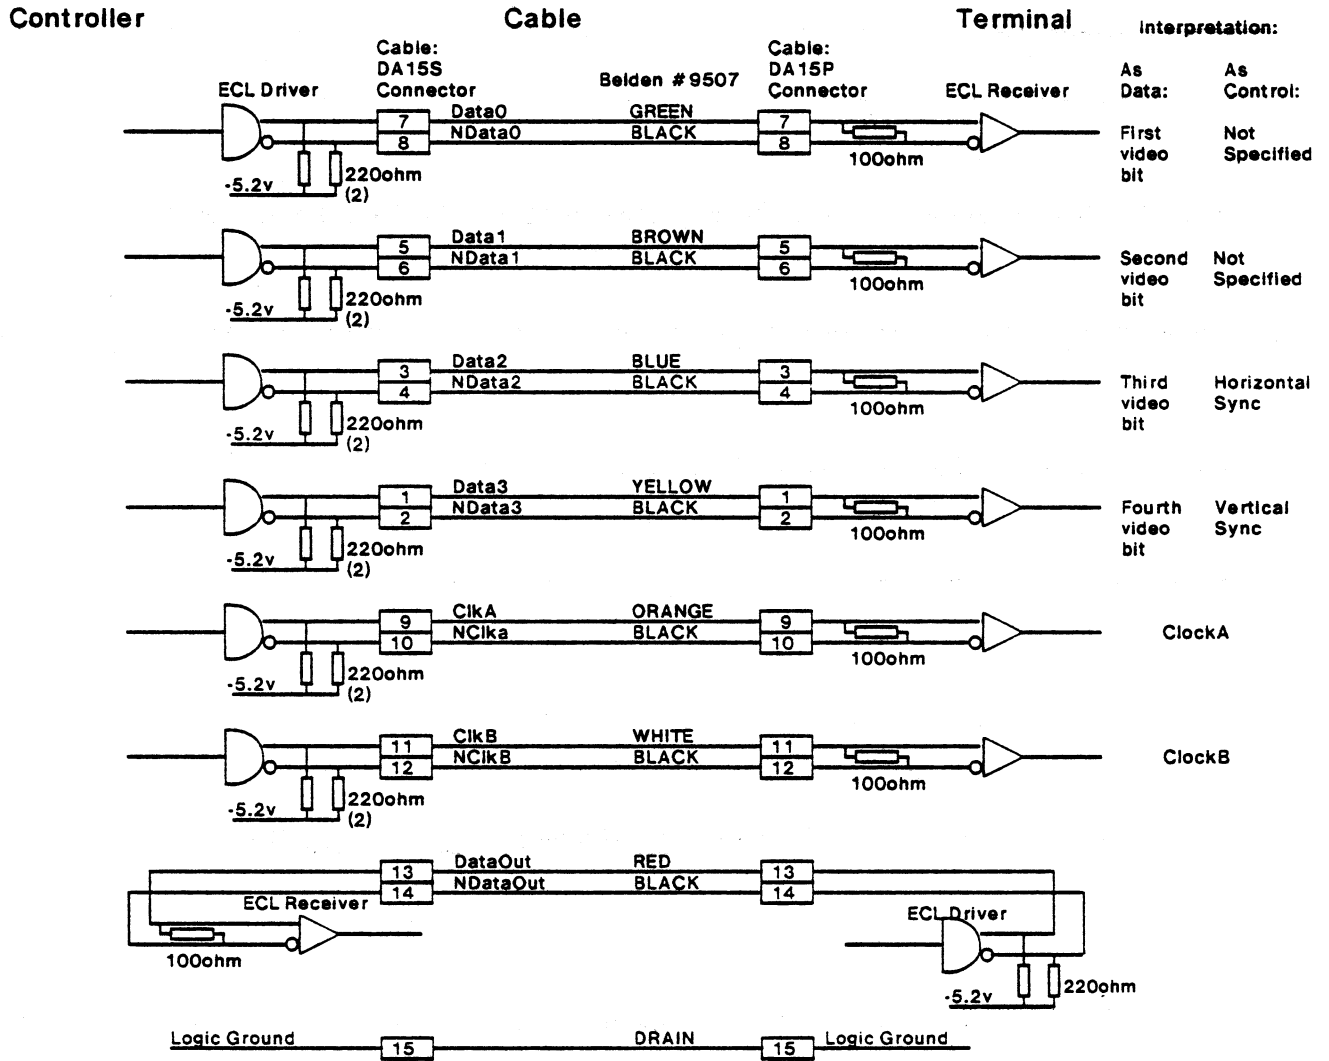 Controller Cable Terminal Interpretation:
Cable: DA15S Connector
Cable: DA15P Connector
Belden #9507
ECL Driver
ECL Receiver
As Data:
As Control:
Data0 GREEN
7 7
NData0 BLACK
8 8
-5.2v
220ohm
(2)
100ohm
First video bit
Not Specified
Data1 BROWN
5 5
NData1 BLACK
6 6
-5.2v
220ohm
(2)
100ohm
Second video bit
Not Specified
Data2 BLUE
3 3
NData2 BLACK
4 4
-5.2v
220ohm
(2)
100ohm
Third video bit
Horizontal Sync
Data3 YELLOW
1 1
NData3 BLACK
2 2
-5.2v
220ohm
(2)
100ohm
Fourth video bit
Vertical Sync
ClkA ORANGE
9 9
NClka BLACK
10 10
-5.2v
220ohm
(2)
100ohm
ClockA
ClkB WHITE
11 11
NClkB BLACK
12 12
-5.2v
220ohm
(2)
100ohm
ClockB
DataOut RED
13 13
NDataOut BLACK
14 14
ECL Receiver
100ohm
ECL Driver
-5.2v
220ohm
Logic Ground 15 DRAIN 15 Logic Ground